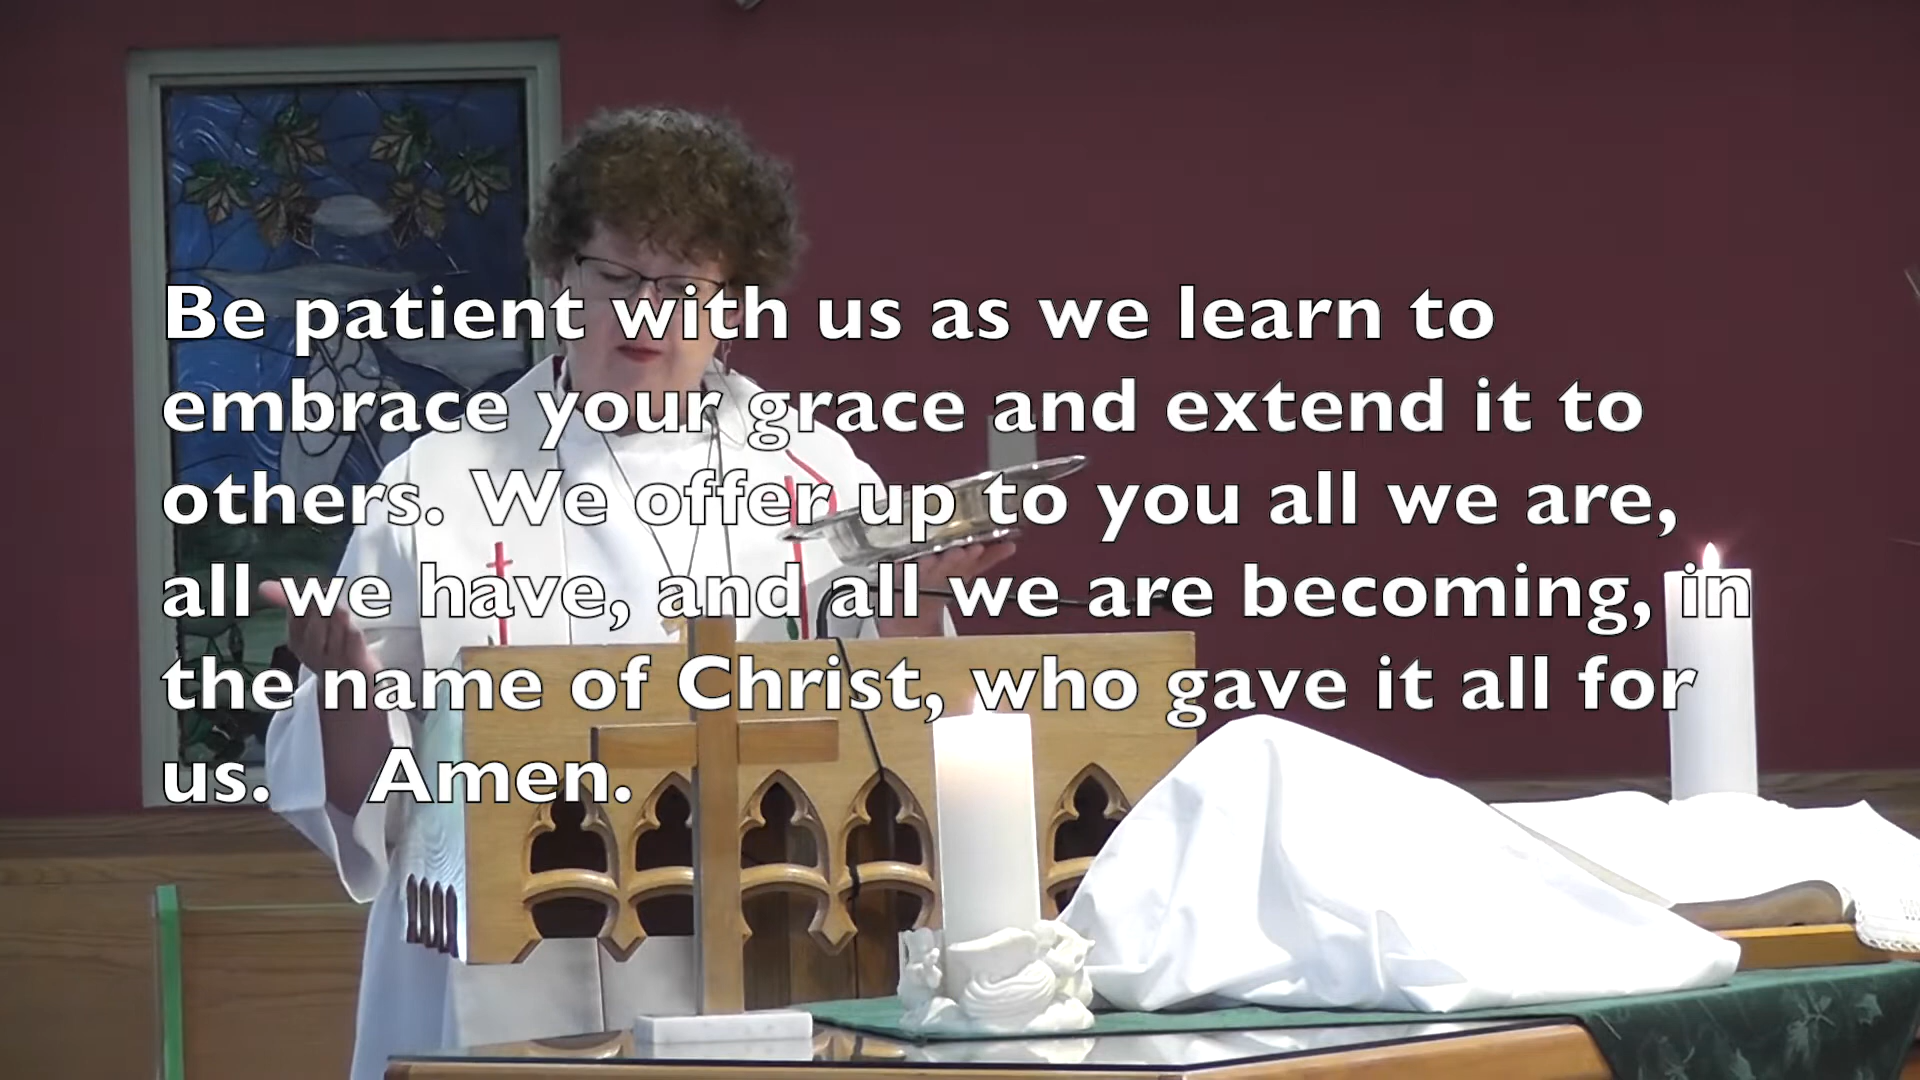 Be patient with us as we learn to
embrace your grace and extend it to
others. We offer up to you all we are,
all we have, and all we are becoming, in
the name of Christ, who gave it all for
us. Amen.